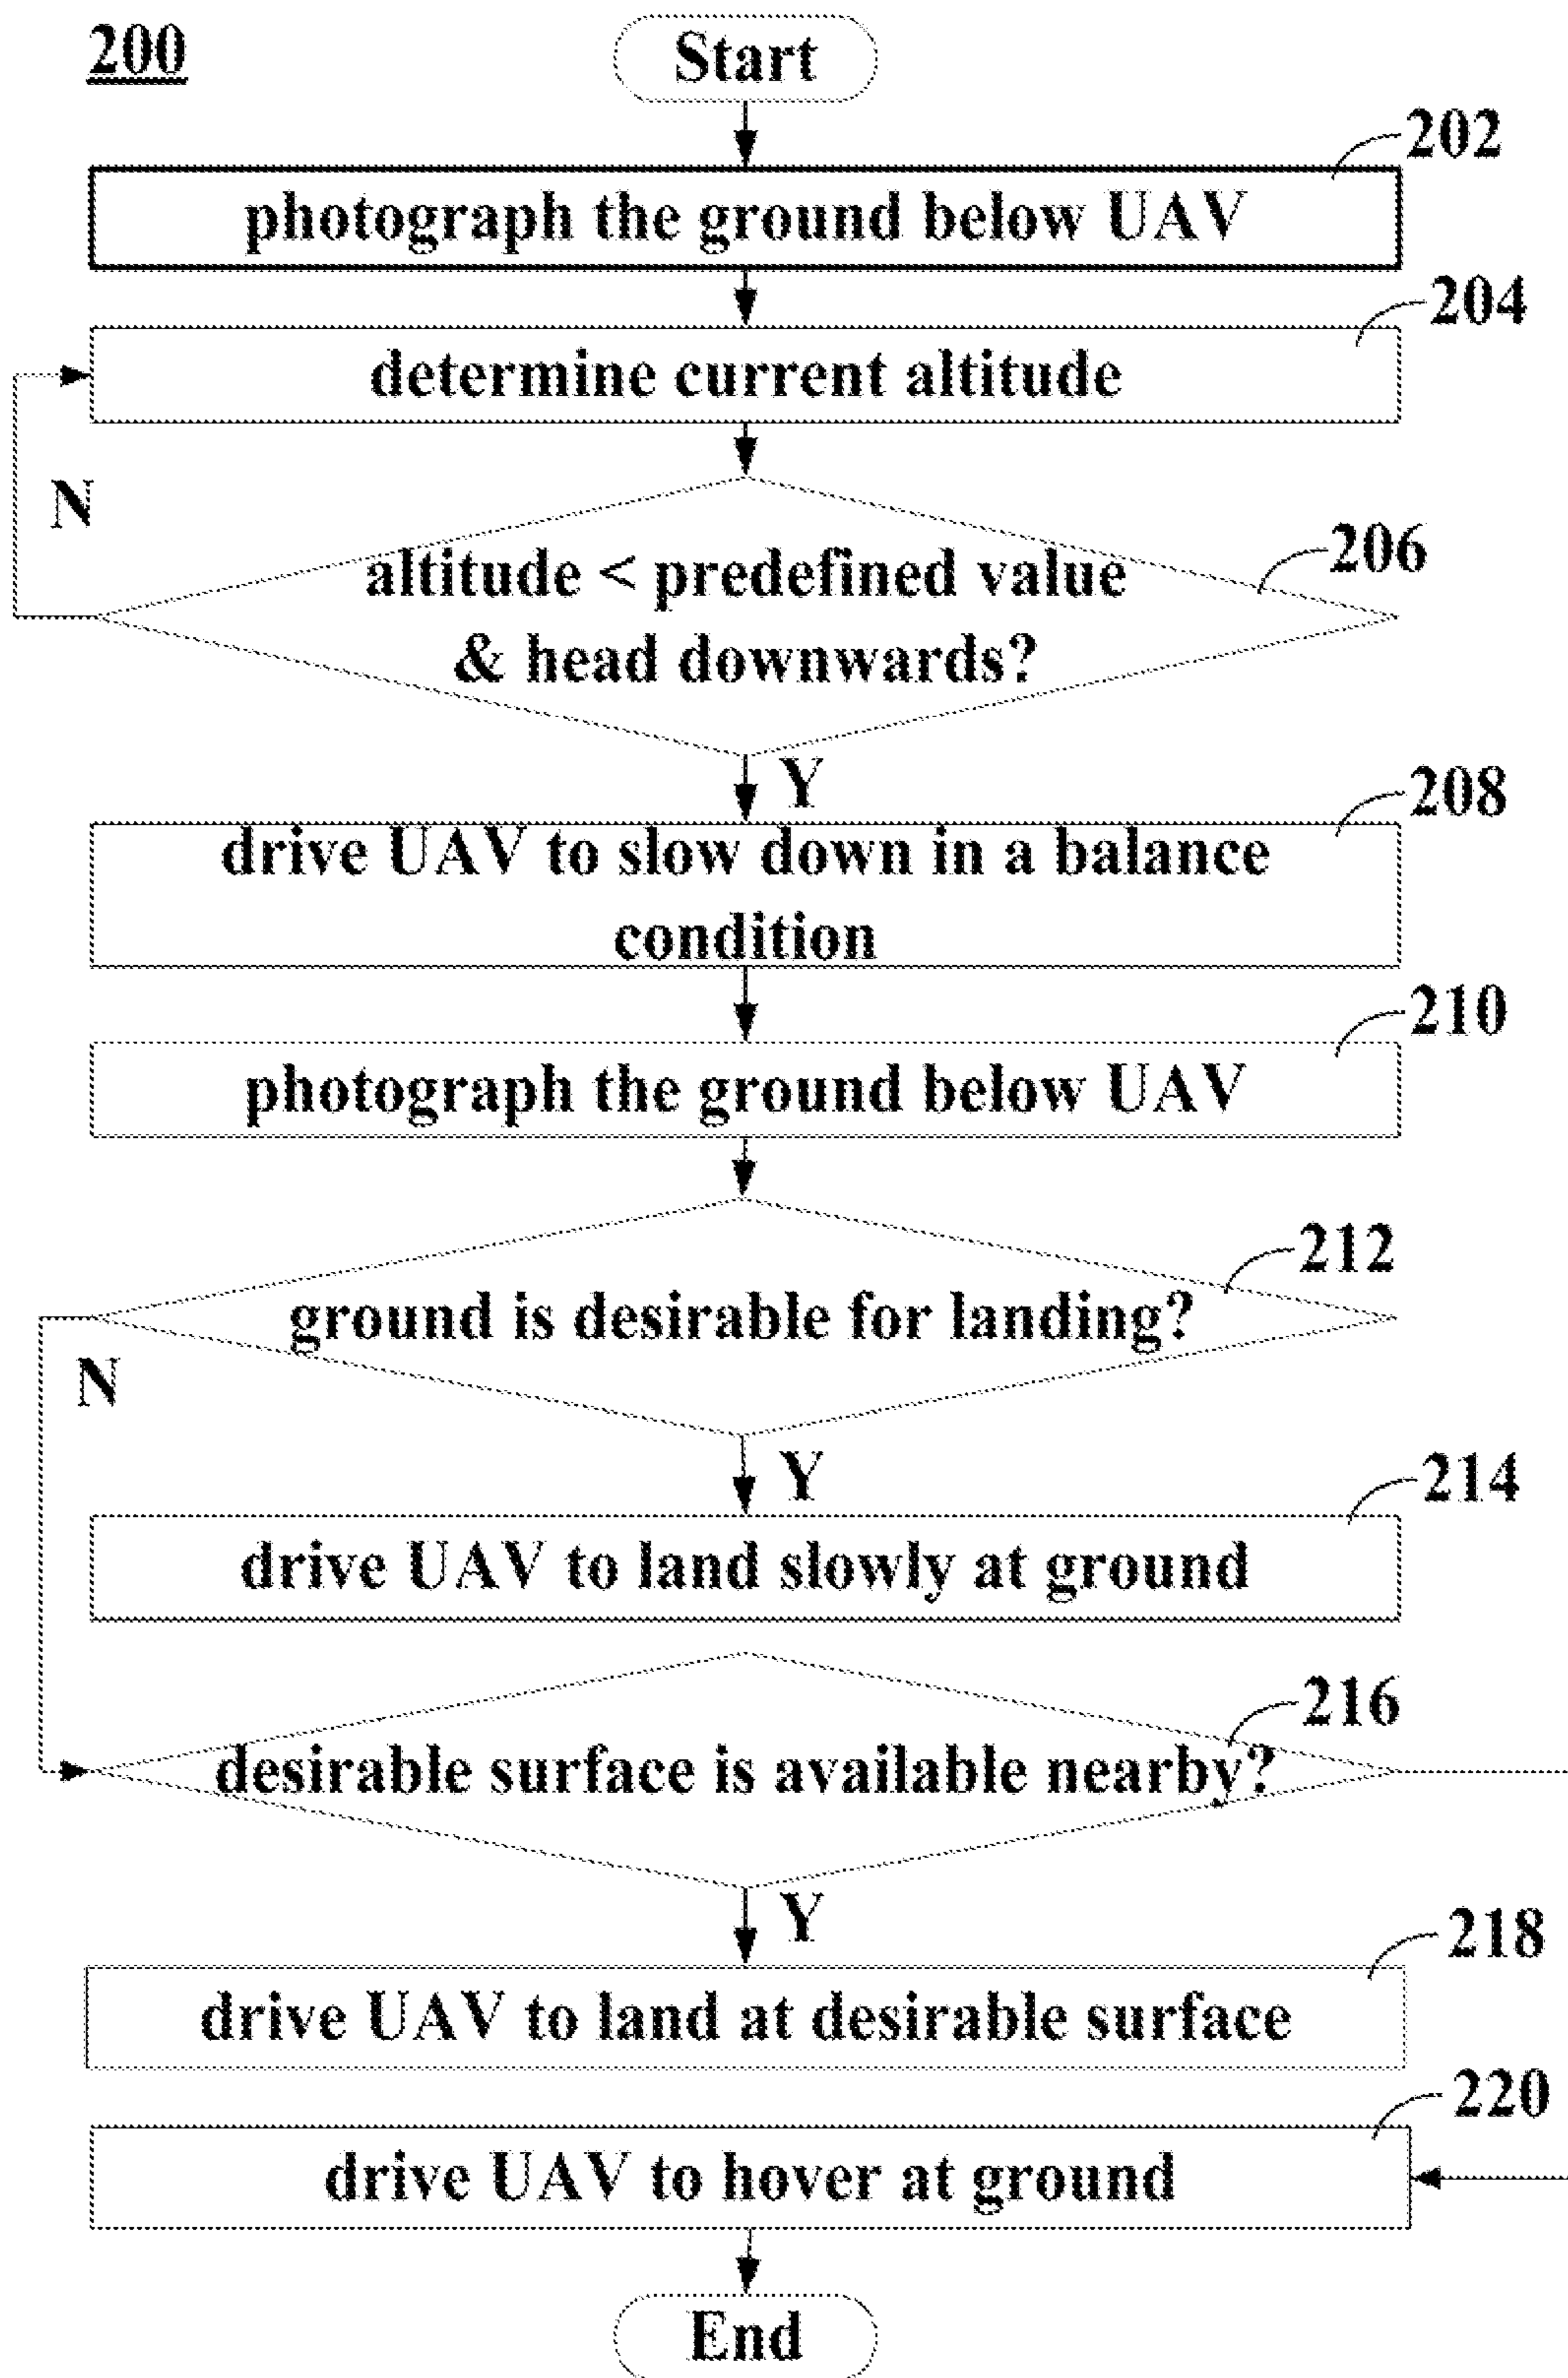 200
Start
202
photograph the ground below UAV
204
determine current altitude
N
206
altitude < predefined value
& head downwards?
Y
208
drive UAV to slow down in a balance
condition
210
photograph the ground below UAV
212
ground is desirable for landing?
N
Y
214
drive UAV to land slowly at ground
216
desirable surface is available nearby?
Y
218
drive UAV to land at desirable surface
220
drive UAV to hover at ground
End